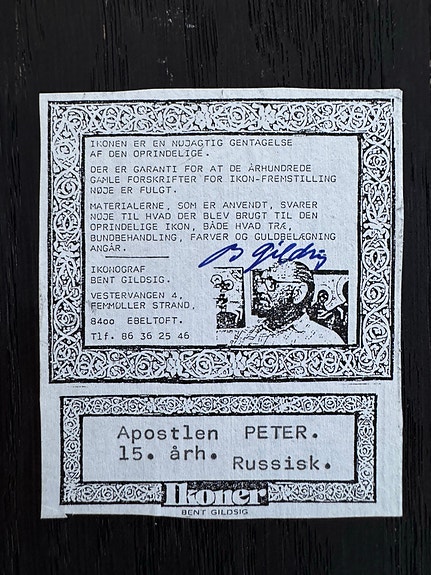 IKONEN ER EN NØJAGTIG GENTAGELSE
AF DEN OPRINDELIGE.
DER ER GARANTI FOR AT DE ÅRHUNDREDE
GAMLE FORSKRIFTER FOR IKON-FREMSTILLING
NØJE ER FULGT.
MATERIALERNE, SOM ER ANVENDT, SVARER
NØJE TIL HVAD DER BLEV BRUGT TIL DEN
OPRINDELIGE IKON, BÅDE HVAD TRÆ,
BUNDBEHANDLING, FARVER OG GULDBELÆGNING
ANGÅR.
B Gildsig
IKONOGRAF
BENT GILDSIG.
VESTERVANGEN 4,
FEMMØLLER STRAND,
8400 EBELTOFT.
Tlf. 86 36 25 46
Apostlen PETER.
15. årh. Russisk.
Ikoner
BENT GILDSIG